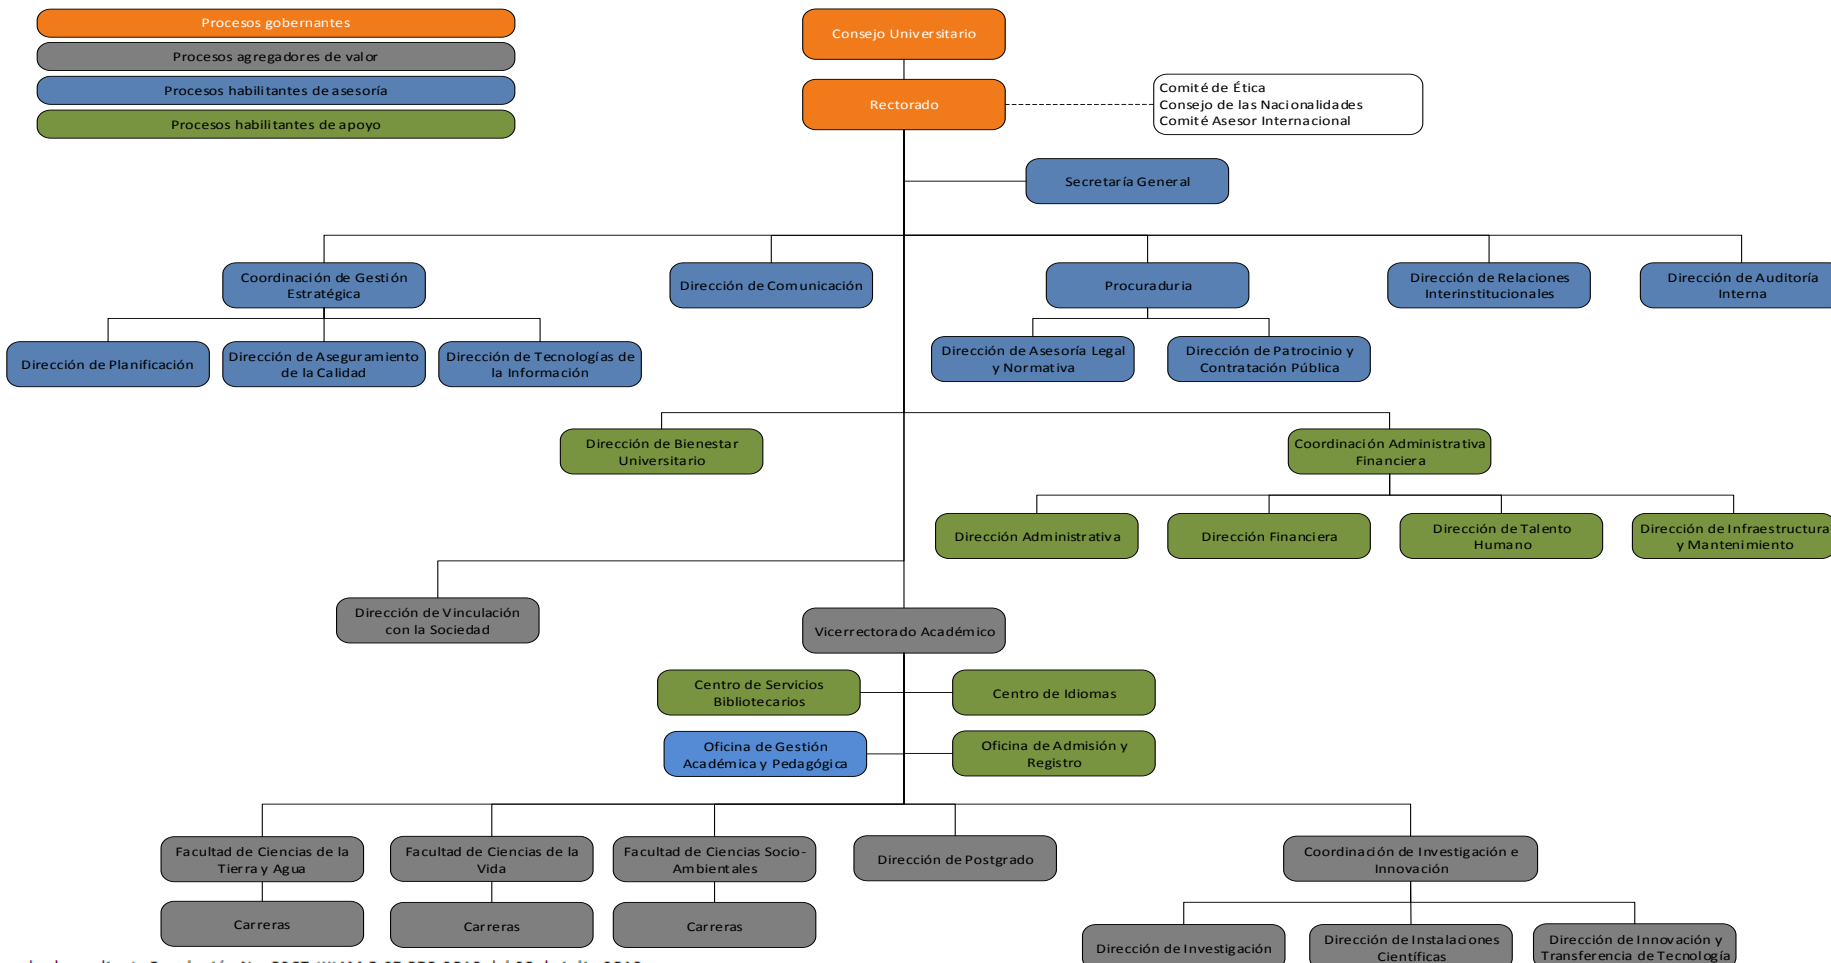 Procesos gobernantes
Procesos agregadores de valor
Procesos habilitantes de asesoría
Procesos habilitantes de apoyo
Consejo Universitario
Rectorado
Comité de Ética
Consejo de las Nacionalidades
Comité Asesor Internacional
Secretaría General
Coordinación de Gestión
Estratégica
Dirección de Comunicación
Procuraduria
Dirección de Relaciones
Interinstitucionales
Dirección de Auditoría
Interna
Dirección de Planificación
Dirección de Aseguramiento
de la Calidad
Dirección de Tecnologías de
la Información
Dirección de Asesoría Legal
y Normativa
Dirección de Patrocinio y
Contratación Pública
Dirección de Bienestar
Universitario
Coordinación Administrativa
Financiera
Dirección Administrativa
Dirección Financiera
Dirección de Talento
Humano
Dirección de Infraestructura
y Mantenimiento
Dirección de Vinculación
con la Sociedad
Vicerrectorado Académico
Centro de Servicios
Bibliotecarios
Centro de Idiomas
Oficina de Gestión
Académica y Pedagógica
Oficina de Admisión y
Registro
Facultad de Ciencias de la
Tierra y Agua
Facultad de Ciencias de la
Vida
Facultad de Ciencias Socio-
Ambientales
Dirección de Postgrado
Coordinación de Investigación e
Innovación
Carreras
Carreras
Carreras
Dirección de Investigación
Dirección de Instalaciones
Científicas
Dirección de Innovación y
Transferencia de Tecnología